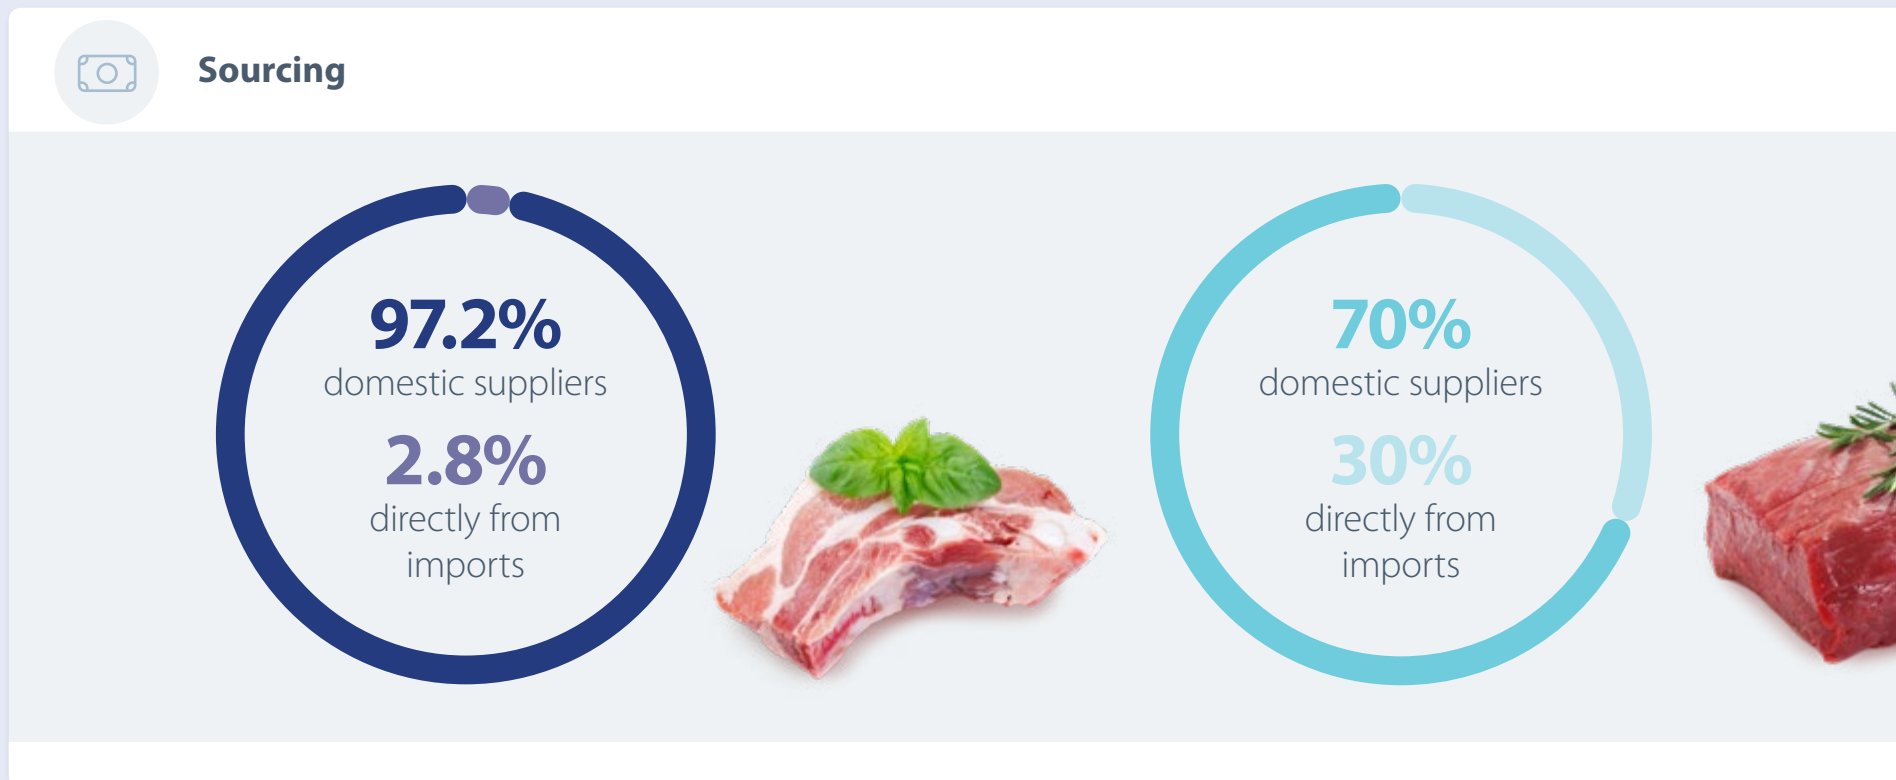 Sourcing
97.2%
domestic suppliers
2.8%
directly from
imports
70%
domestic suppliers
30%
directly from
imports